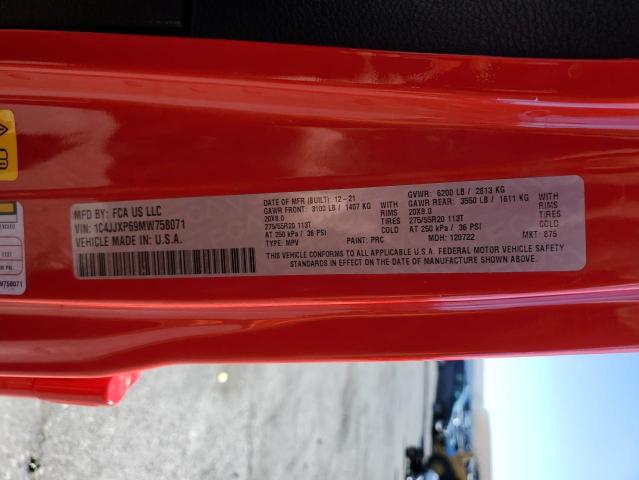 MFD BY: FCA US LLC
VIN: 1C4JJXP69MW758071
VEHICLE MADE IN U.S.A.
DATE OF MFR (BUILT): 12-21
GAWR FRONT: 3100 LB / 1407 KG WITH
20X8.0 RIMS
275/55R20 113T TIRES
AT 250 kPa / 36 PSI COLD
TYPE: MPV PAINT: PRC
GVWR: 6200 LB / 2813 KG
GAWR REAR: 3550 LB / 1611 KG WITH
20X8.0 RIMS
275/55R20 113T TIRES
AT 250 kPa / 36 PSI COLD
MDH: 120722 MKT: 875
THIS VEHICLE CONFORMS TO ALL APPLICABLE U.S.A. FEDERAL MOTOR VEHICLE SAFETY
STANDARDS IN EFFECT ON THE DATE OF MANUFACTURE SHOWN ABOVE.
W758071